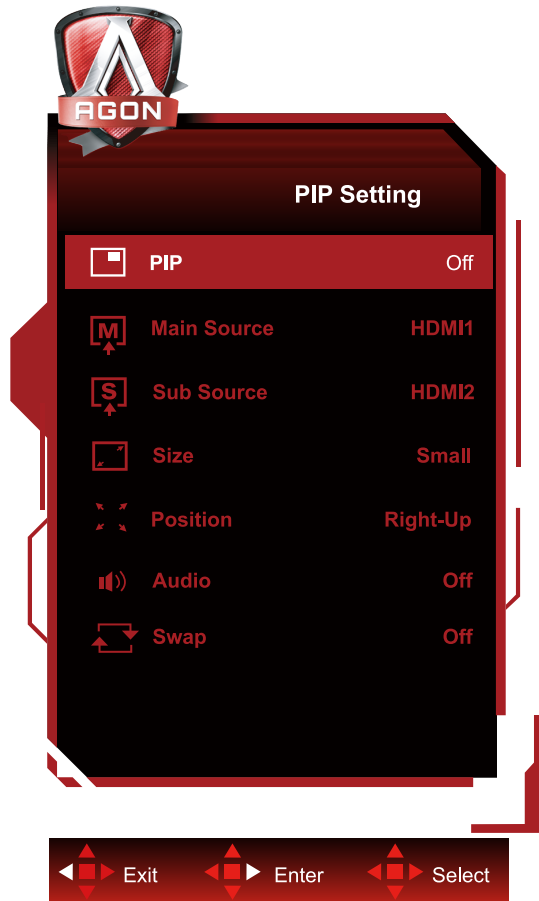 AGON
PIP Setting
PIP Off
M Main Source HDMI1
S Sub Source HDMI2
Size Small
Position Right-Up
Audio Off
Swap Off
Exit Enter Select